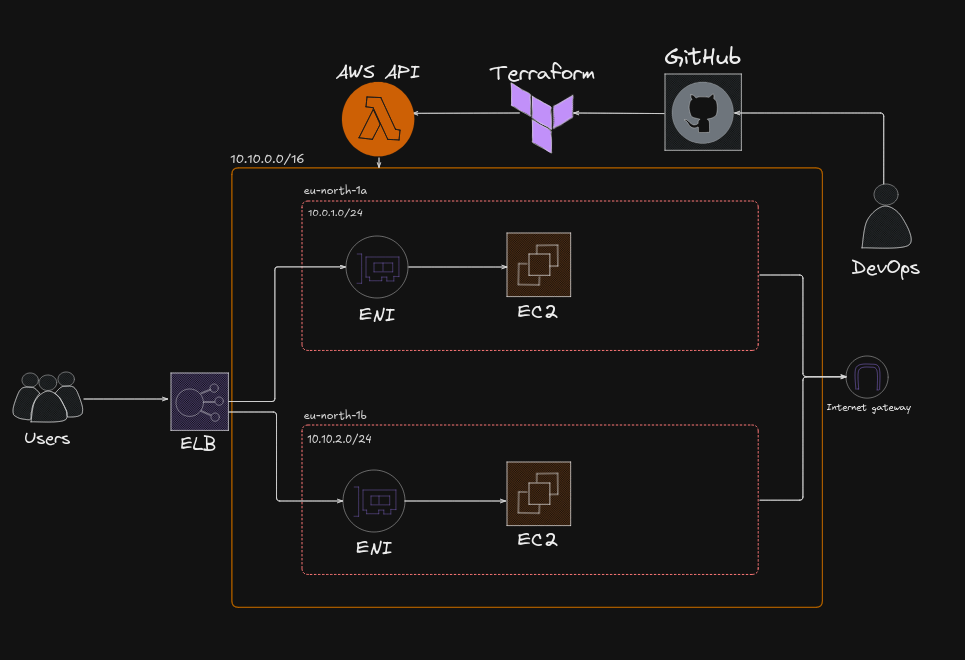 GitHub
AWS API
Terraform
10.10.0.0/16
eu-north-1a
10.0.1.0/24
DevOps
ENI
EC2
Internet gateway
eu-north-1b
10.10.2.0/24
Users
ELB
ENI
EC2